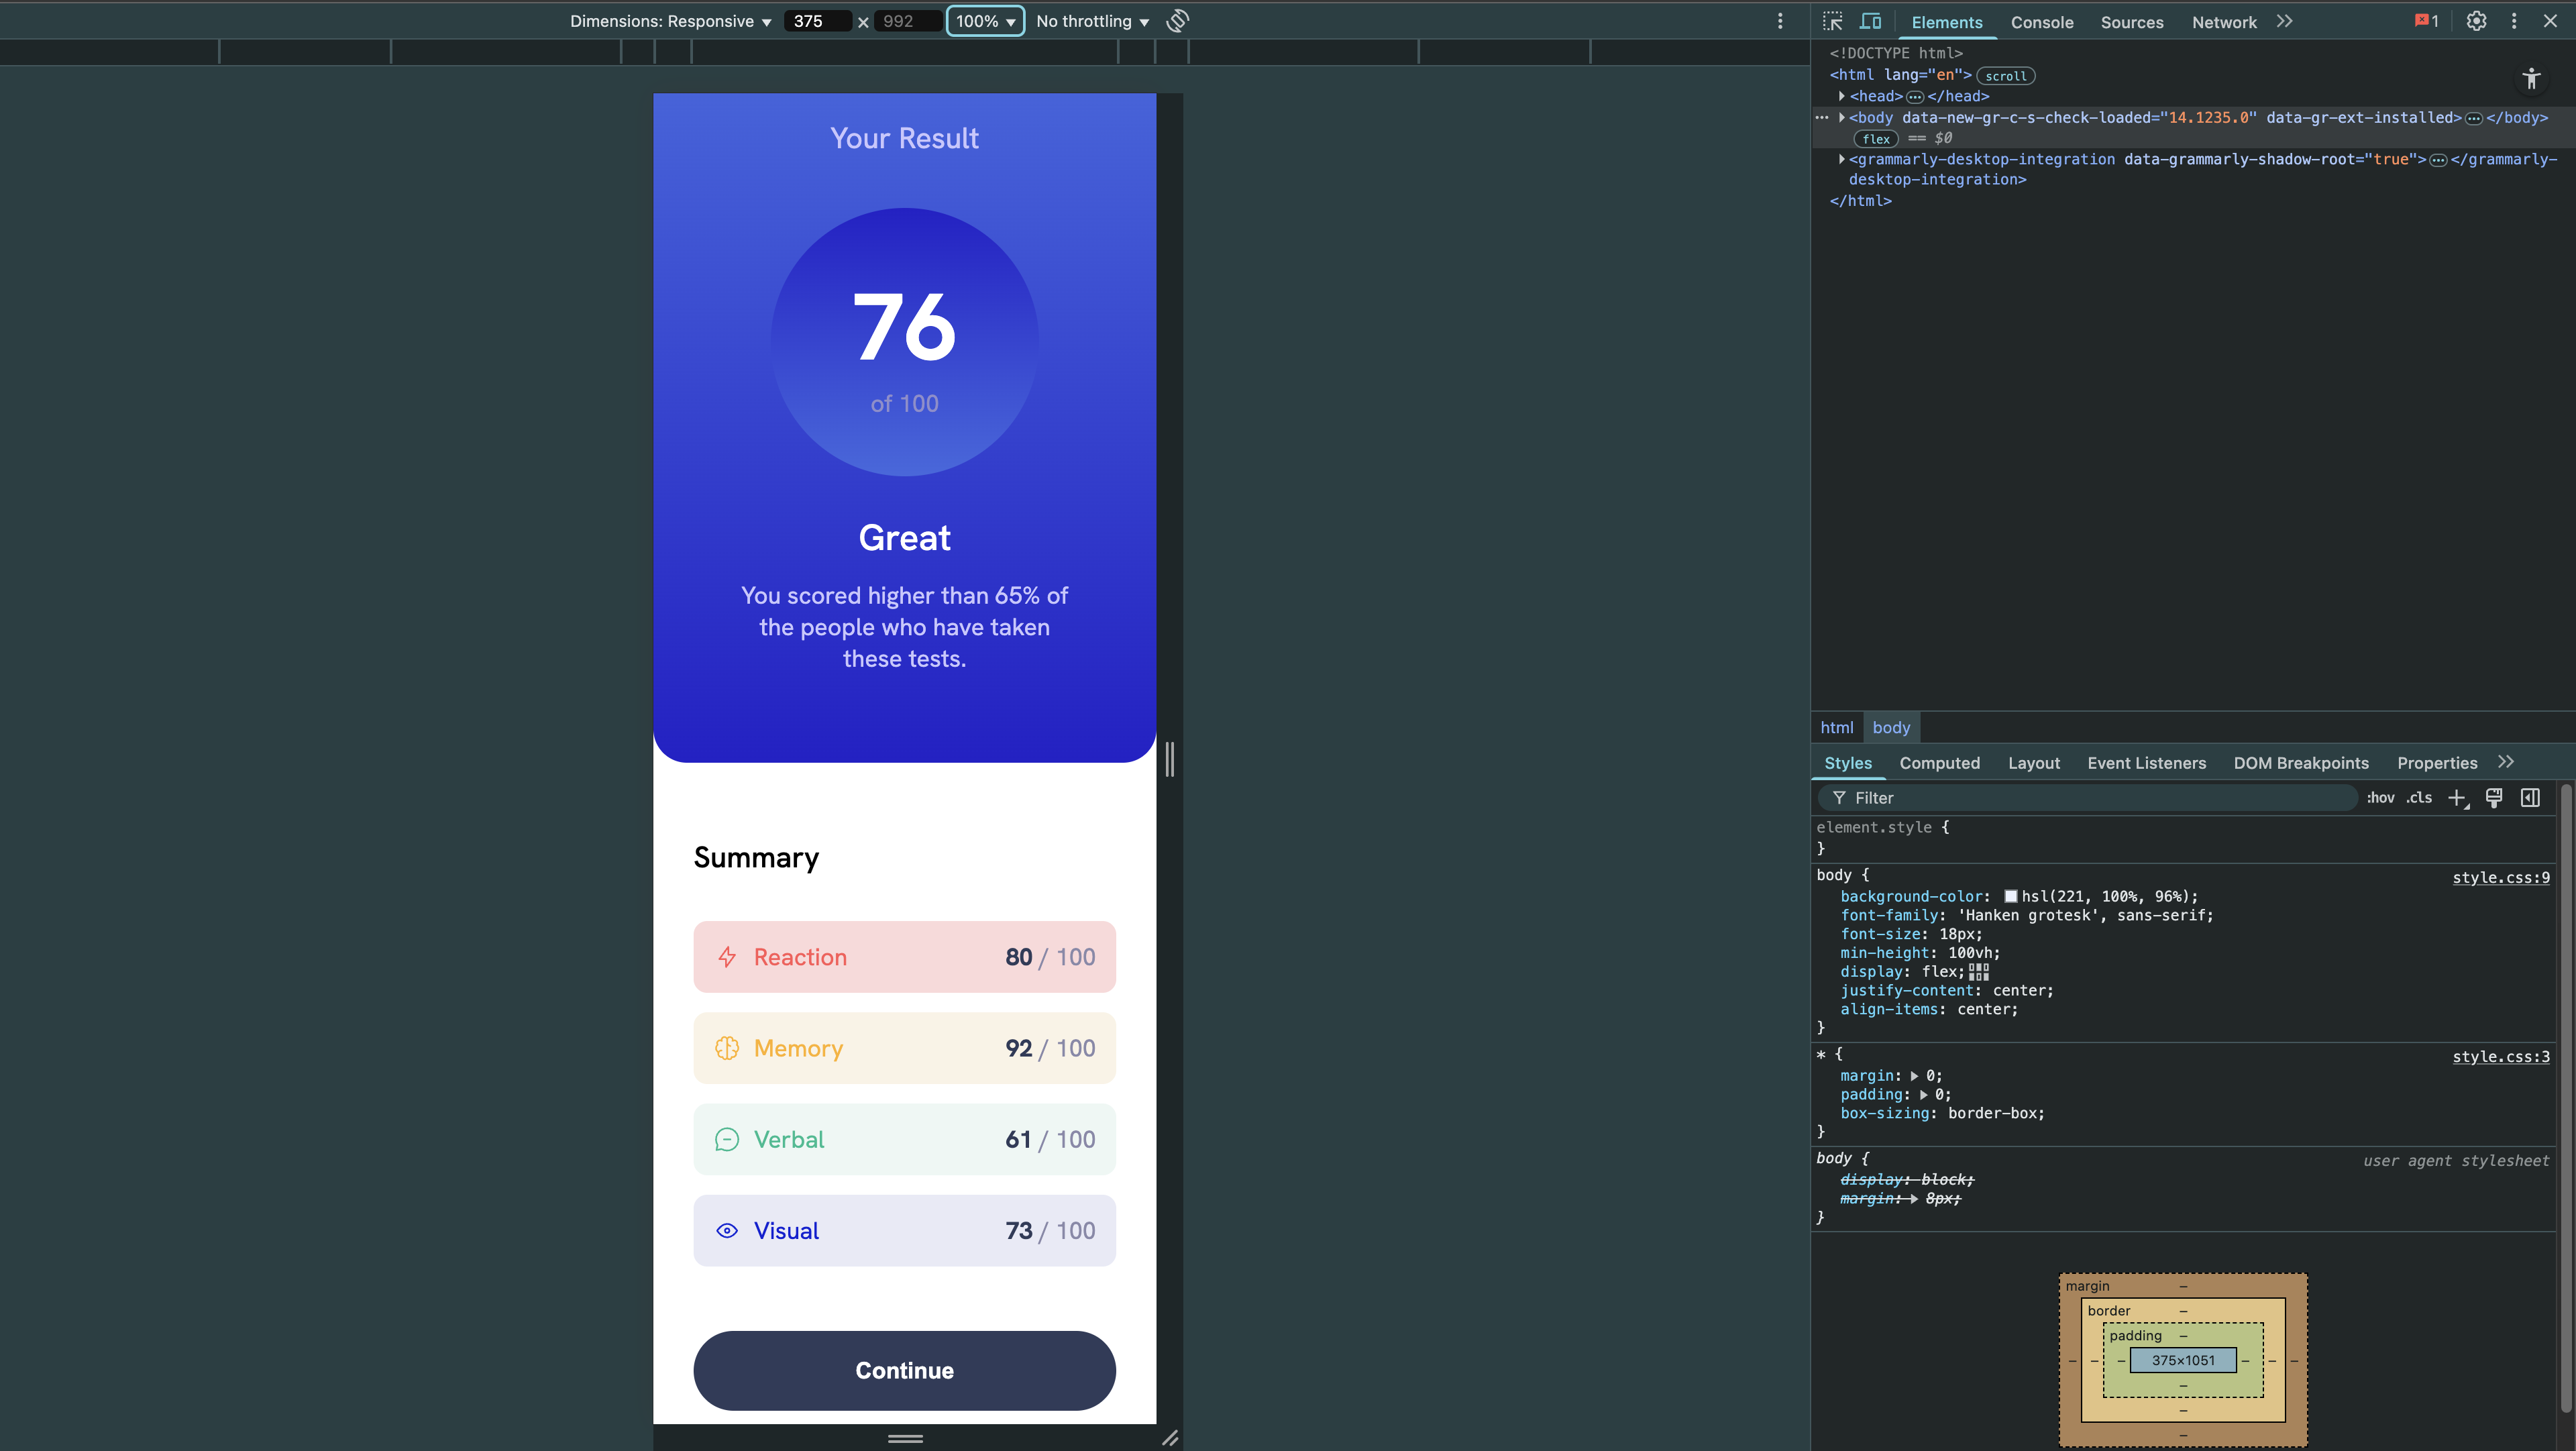 Dimensions: Responsive 375 × 992 100% No throttling
Your Result
76
of 100
Great
You scored higher than 65% of
the people who have taken
these tests.
Summary
Reaction 80 / 100
Memory 92 / 100
Verbal 61 / 100
Visual 73 / 100
Continue
Elements Console Sources Network 1
<!DOCTYPE html>
<html lang="en"> scroll
<head> ••• </head>
••• <body data-new-gr-c-s-check-loaded="14.1235.0" data-gr-ext-installed> ••• </body>
flex == $0
<grammarly-desktop-integration data-grammarly-shadow-root="true"> ••• </grammarly-
desktop-integration>
</html>
html body
Styles Computed Layout Event Listeners DOM Breakpoints Properties
Filter :hov .cls
element.style {
}
body { style.css:9
background-color: hsl(221, 100%, 96%);
font-family: 'Hanken grotesk', sans-serif;
font-size: 18px;
min-height: 100vh;
display: flex;
justify-content: center;
align-items: center;
}
* { style.css:3
margin: 0;
padding: 0;
box-sizing: border-box;
}
body { user agent stylesheet
display: block;
margin: 8px;
}
margin –
border –
padding –
– – – 375×1051 – – –
–
–
–